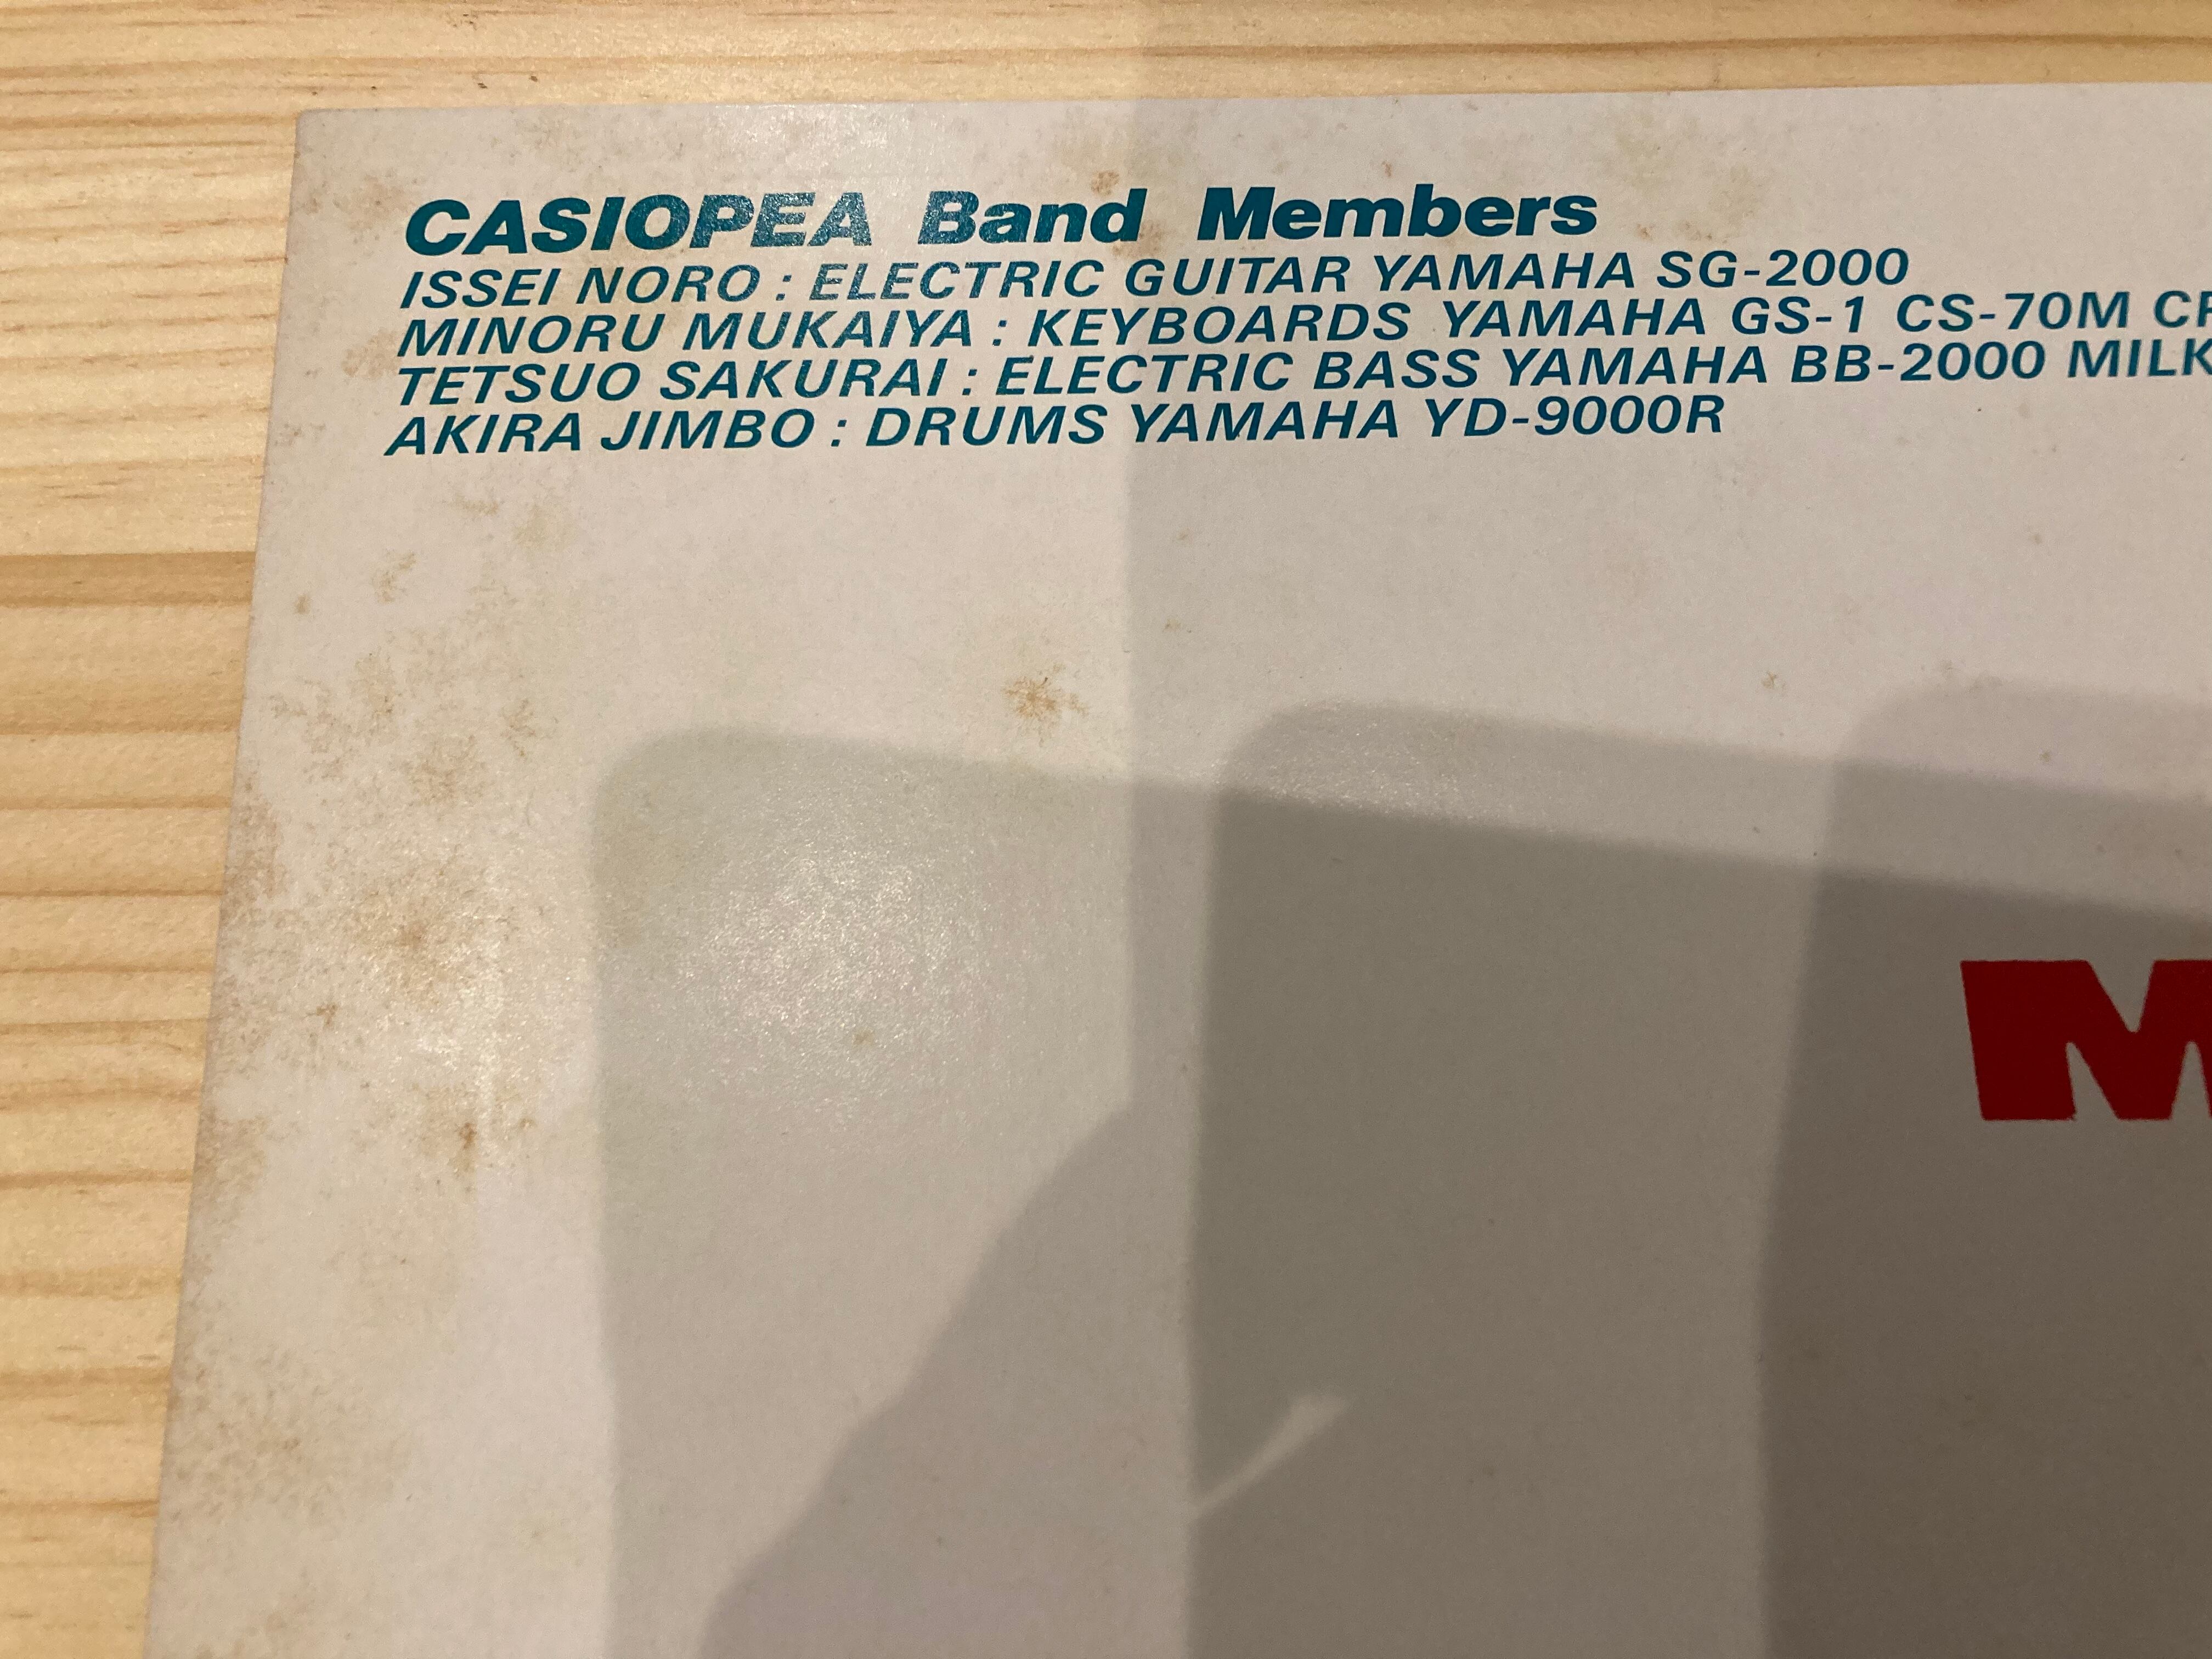 CASIOPEA Band Members
ISSEI NORO : ELECTRIC GUITAR YAMAHA SG-2000
MINORU MUKAIYA : KEYBOARDS YAMAHA GS-1 CS-70M
TETSUO SAKURAI : ELECTRIC BASS YAMAHA BB-2000 MILK
AKIRA JIMBO : DRUMS YAMAHA YD-9000R
M